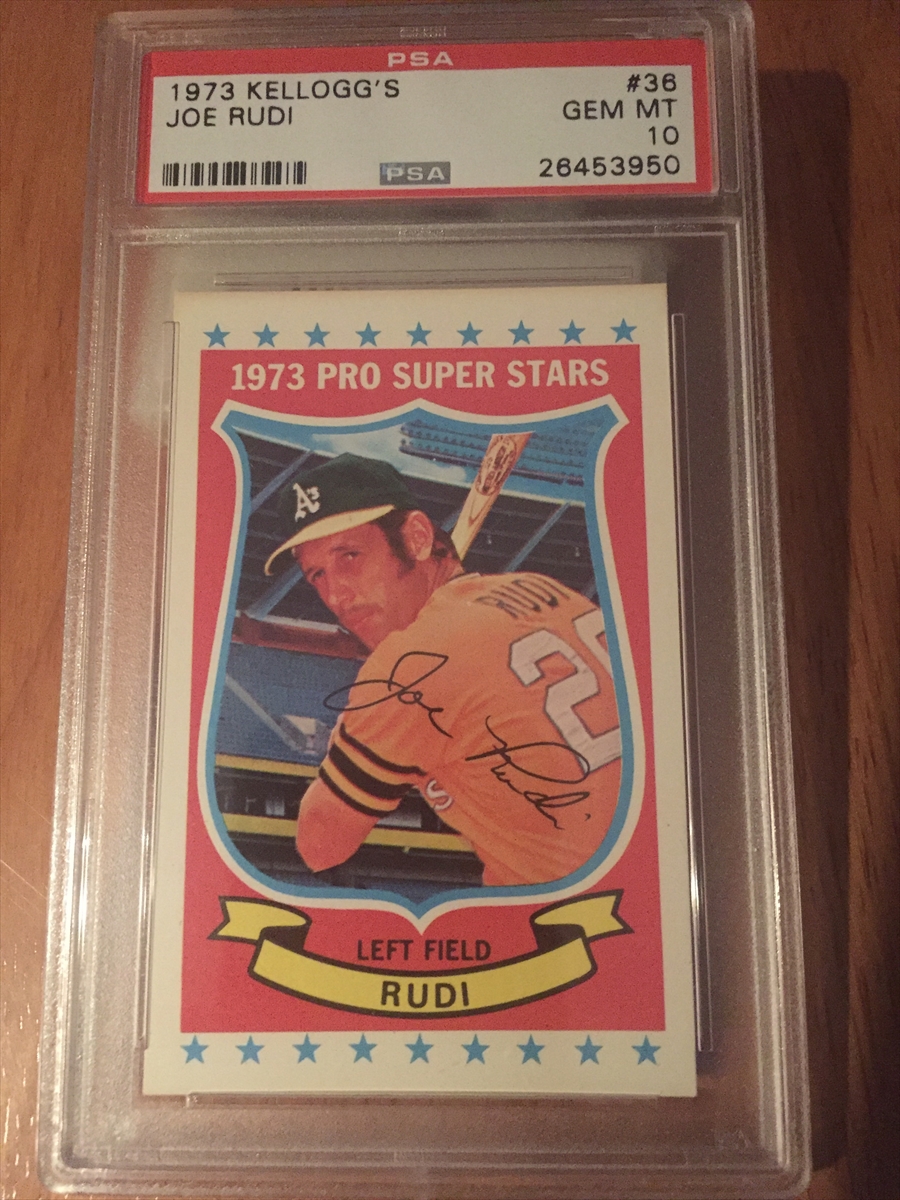 PSA
1973 KELLOGG'S #36
JOE RUDI GEM MT
10
PSA 26453950
1973 PRO SUPER STARS
A's
RUDI
2
S
Joe Rudi
LEFT FIELD
RUDI